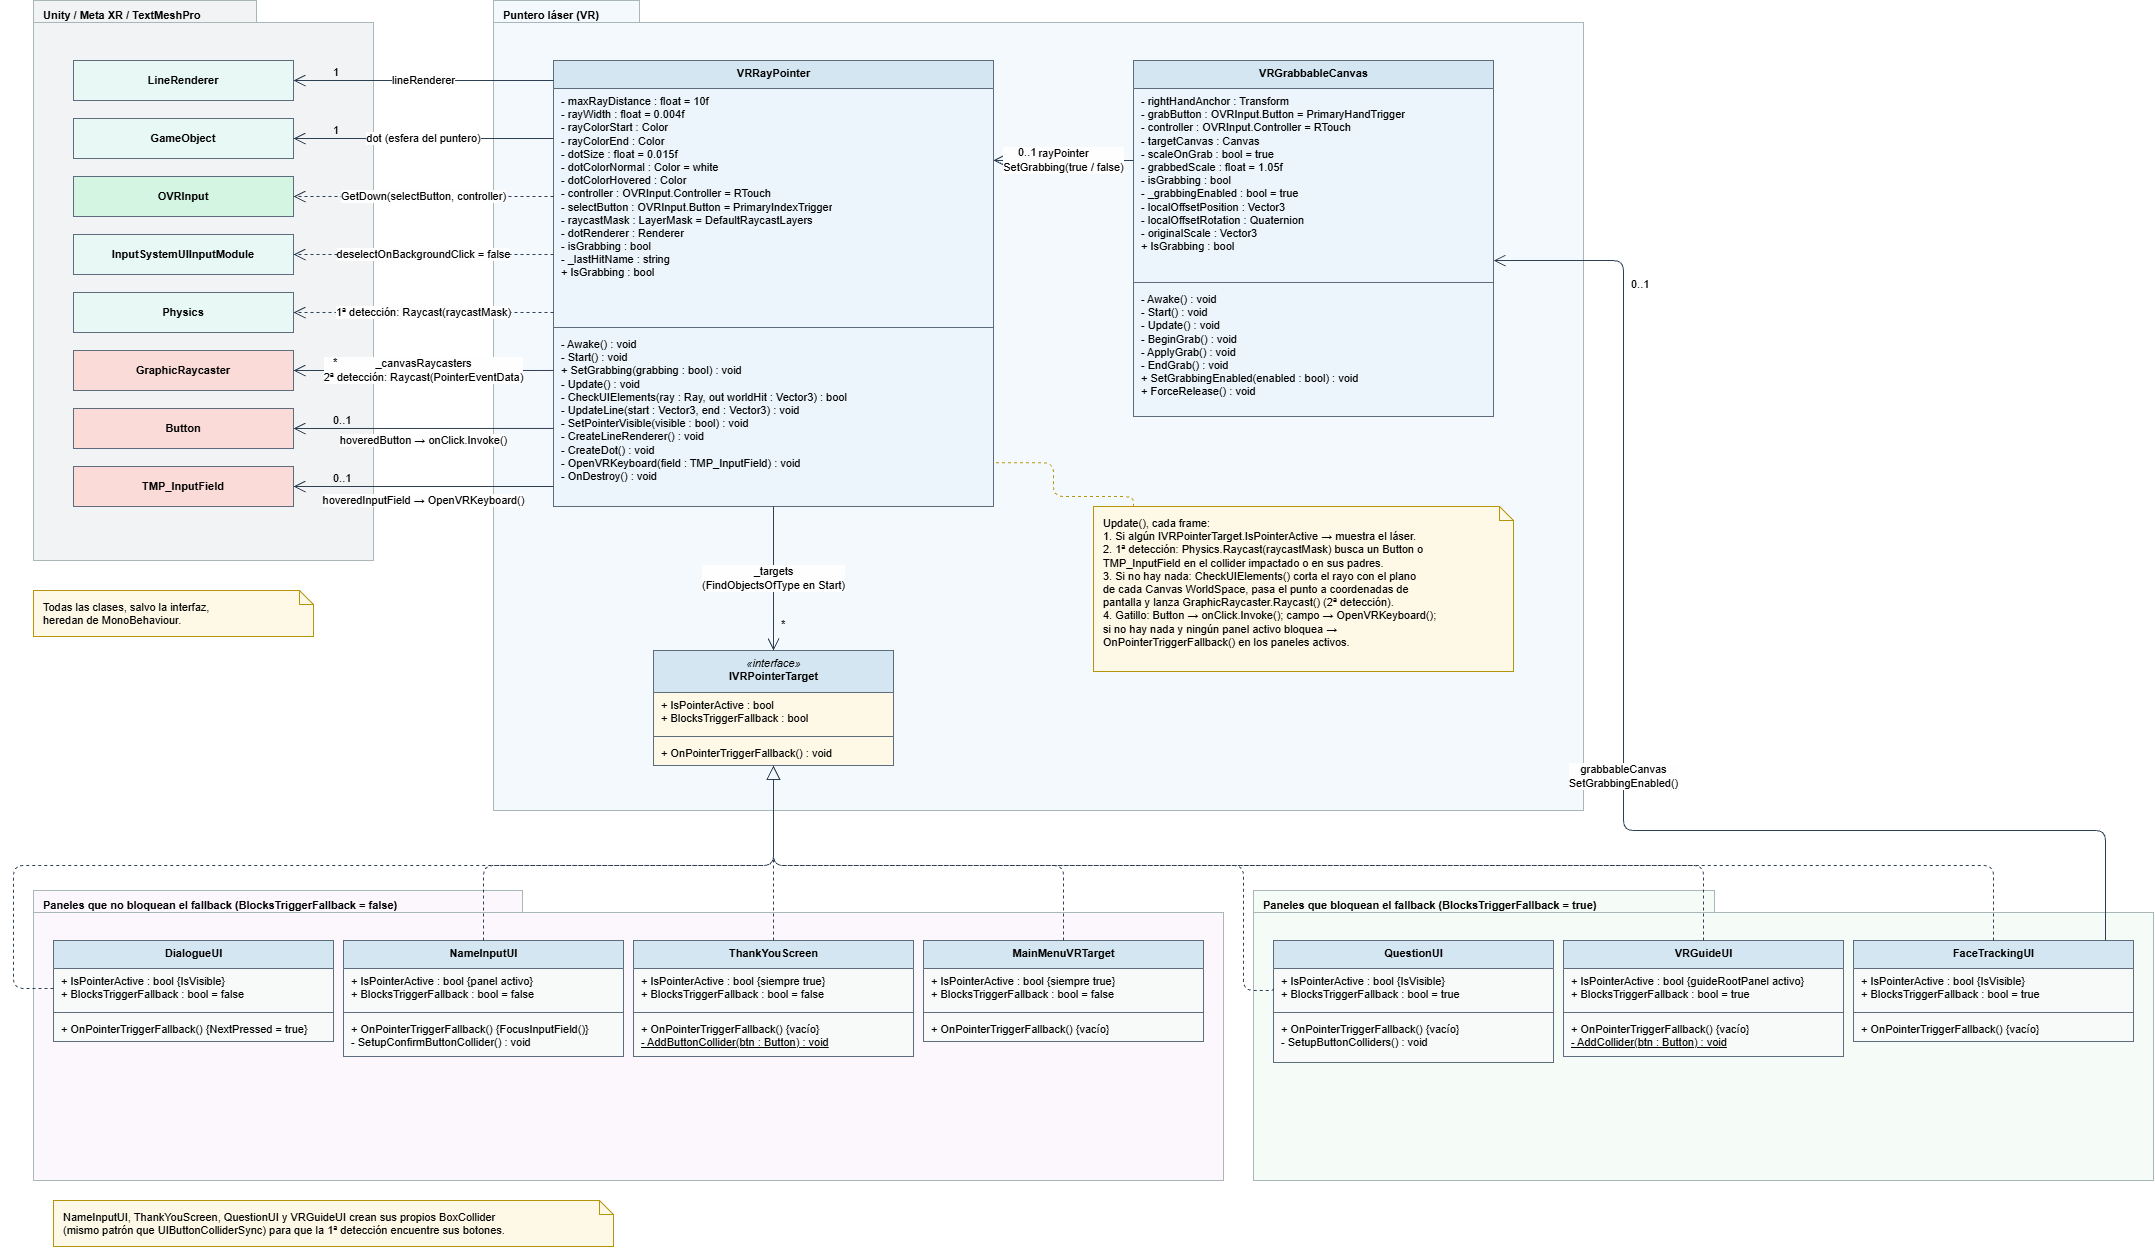 Unity / Meta XR / TextMeshPro
LineRenderer
GameObject
OVRInput
InputSystemUIInputModule
Physics
GraphicRaycaster
Button
TMP_InputField
1
lineRenderer
1
dot (esfera del puntero)
GetDown(selectButton, controller)
deselectOnBackgroundClick = false
1ª detección: Raycast(raycastMask)
* _canvasRaycasters
2ª detección: Raycast(PointerEventData)
0..1
hoveredButton → onClick.Invoke()
0..1
hoveredInputField → OpenVRKeyboard()
Todas las clases, salvo la interfaz,
heredan de MonoBehaviour.
Puntero láser (VR)
VRRayPointer
- maxRayDistance : float = 10f
- rayWidth : float = 0.004f
- rayColorStart : Color
- rayColorEnd : Color
- dotSize : float = 0.015f
- dotColorNormal : Color = white
- dotColorHovered : Color
- controller : OVRInput.Controller = RTouch
- selectButton : OVRInput.Button = PrimaryIndexTrigger
- raycastMask : LayerMask = DefaultRaycastLayers
- dotRenderer : Renderer
- isGrabbing : bool
- _lastHitName : string
+ IsGrabbing : bool
- Awake() : void
- Start() : void
+ SetGrabbing(grabbing : bool) : void
- Update() : void
- CheckUIElements(ray : Ray, out worldHit : Vector3) : bool
- UpdateLine(start : Vector3, end : Vector3) : void
- SetPointerVisible(visible : bool) : void
- CreateLineRenderer() : void
- CreateDot() : void
- OpenVRKeyboard(field : TMP_InputField) : void
- OnDestroy() : void
0..1 rayPointer
SetGrabbing(true / false)
VRGrabbableCanvas
- rightHandAnchor : Transform
- grabButton : OVRInput.Button = PrimaryHandTrigger
- controller : OVRInput.Controller = RTouch
- targetCanvas : Canvas
- scaleOnGrab : bool = true
- grabbedScale : float = 1.05f
- isGrabbing : bool
- _grabbingEnabled : bool = true
- localOffsetPosition : Vector3
- localOffsetRotation : Quaternion
- originalScale : Vector3
+ IsGrabbing : bool
- Awake() : void
- Start() : void
- Update() : void
- BeginGrab() : void
- ApplyGrab() : void
- EndGrab() : void
+ SetGrabbingEnabled(enabled : bool) : void
+ ForceRelease() : void
0..1
Update(), cada frame:
1. Si algún IVRPointerTarget.IsPointerActive → muestra el láser.
2. 1ª detección: Physics.Raycast(raycastMask) busca un Button o
TMP_InputField en el collider impactado o en sus padres.
3. Si no hay nada: CheckUIElements() corta el rayo con el plano
de cada Canvas WorldSpace, pasa el punto a coordenadas de
pantalla y lanza GraphicRaycaster.Raycast() (2ª detección).
4. Gatillo: Button → onClick.Invoke(); campo → OpenVRKeyboard();
si no hay nada y ningún panel activo bloquea →
OnPointerTriggerFallback() en los paneles activos.
_targets
(FindObjectsOfType en Start)
*
«interface»
IVRPointerTarget
+ IsPointerActive : bool
+ BlocksTriggerFallback : bool
+ OnPointerTriggerFallback() : void
grabbableCanvas
SetGrabbingEnabled()
Paneles que no bloquean el fallback (BlocksTriggerFallback = false)
DialogueUI
+ IsPointerActive : bool {IsVisible}
+ BlocksTriggerFallback : bool = false
+ OnPointerTriggerFallback() {NextPressed = true}
NameInputUI
+ IsPointerActive : bool {panel activo}
+ BlocksTriggerFallback : bool = false
+ OnPointerTriggerFallback() {FocusInputField()}
- SetupConfirmButtonCollider() : void
ThankYouScreen
+ IsPointerActive : bool {siempre true}
+ BlocksTriggerFallback : bool = false
+ OnPointerTriggerFallback() {vacío}
- AddButtonCollider(btn : Button) : void
MainMenuVRTarget
+ IsPointerActive : bool {siempre true}
+ BlocksTriggerFallback : bool = false
+ OnPointerTriggerFallback() {vacío}
Paneles que bloquean el fallback (BlocksTriggerFallback = true)
QuestionUI
+ IsPointerActive : bool {IsVisible}
+ BlocksTriggerFallback : bool = true
+ OnPointerTriggerFallback() {vacío}
- SetupButtonColliders() : void
VRGuideUI
+ IsPointerActive : bool {guideRootPanel activo}
+ BlocksTriggerFallback : bool = true
+ OnPointerTriggerFallback() {vacío}
- AddCollider(btn : Button) : void
FaceTrackingUI
+ IsPointerActive : bool {IsVisible}
+ BlocksTriggerFallback : bool = true
+ OnPointerTriggerFallback() {vacío}
NameInputUI, ThankYouScreen, QuestionUI y VRGuideUI crean sus propios BoxCollider
(mismo patrón que UIButtonColliderSync) para que la 1ª detección encuentre sus botones.